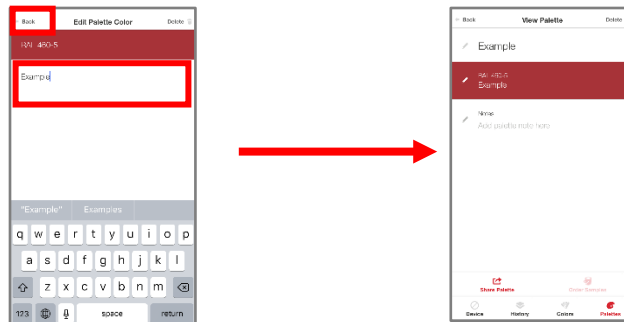 Back Edit Palette Color Delete
RAL 460-5
Example
"Example" Examples
q w e r t y u i o p
a s d f g h j k l
z x c v b n m
123 space return
Back View Palette Delete
Example
RAL 460-5
Example
Notes
Add palette note here
Share Palette Order Samples
Device History Colors Palettes